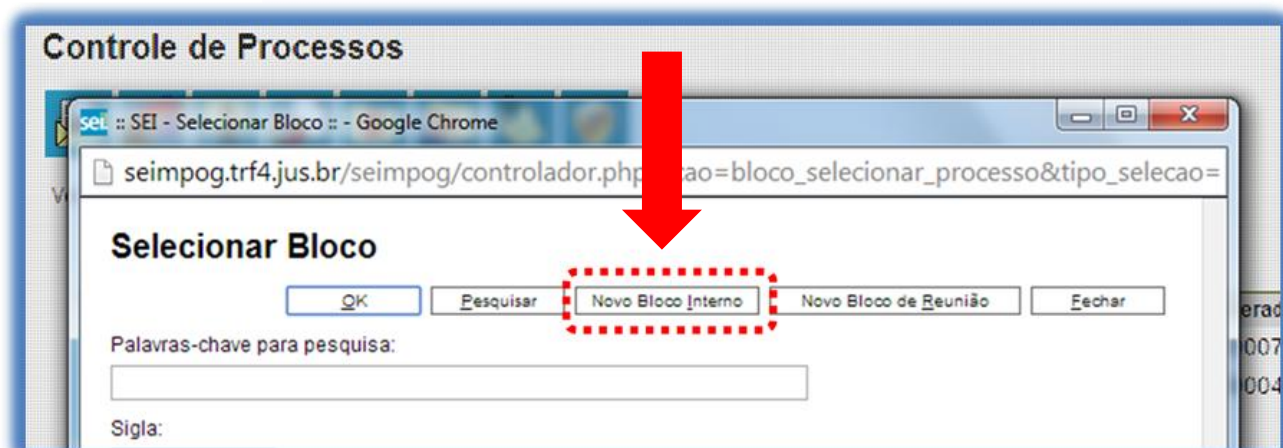 Controle de Processos
sei. :: SEI - Selecionar Bloco :: - Google Chrome
seimpog.trf4.jus.br/seimpog/controlador.php cao=bloco_selecionar_processo&tipo_selecao=
Selecionar Bloco
OK Pesquisar Novo Bloco Interno Novo Bloco de Reunião Fechar
Palavras-chave para pesquisa:
Sigla: